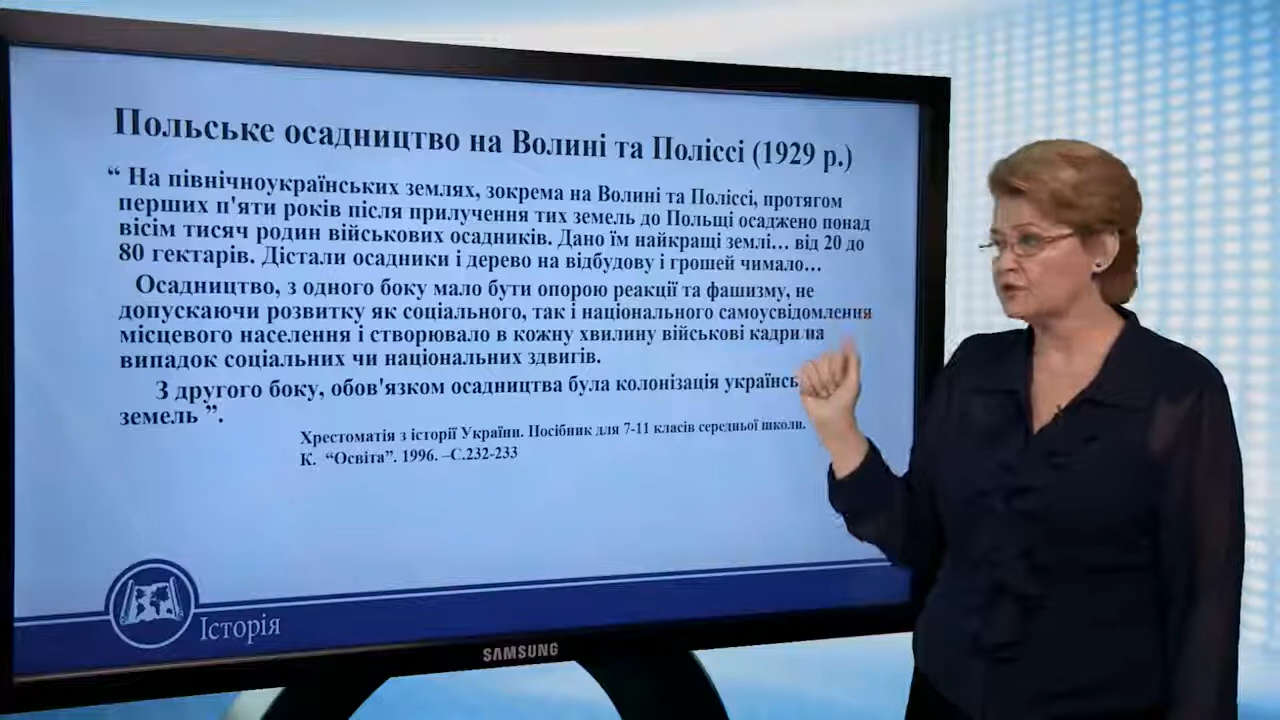 Польське осадництво на Волині та Поліссі (1929 р.)
“ На північноукраїнських землях, зокрема на Волині та Поліссі, протягом
перших п'яти років після прилучення тих земель до Польщі осаджено понад
вісім тисяч родин військових осадників. Дано їм найкращі землі... від 20 до
80 гектарів. Дістали осадники і дерево на відбудову і грошей чимало...
Осадництво, з одного боку мало бути опорою реакції та фашизму, не
допускаючи розвитку як соціального, так і національного самоусвідомлення
місцевого населення і створювало в кожну хвилину військові кадри на
випадок соціальних чи національних здвигів.
З другого боку, обов'язком осадництва була колонізація українсь
земель ”.
Хрестоматія з історії України. Посібник для 7-11 класів середньої школи.
К. “Освіта”. 1996. –С.232-233
Історія
SAMSUNG